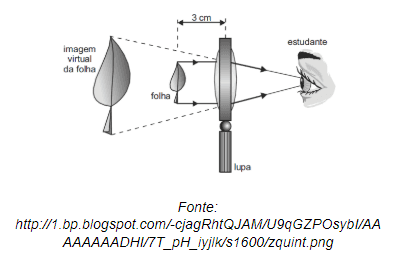 3 cm
imagem
virtual
da folha
estudante
folha
lupa
Fonte:
http://1.bp.blogspot.com/-cjagRhtQJAM/U9qGZPOsybI/AA
AAAAAADHI/7T_pH_iyjlk/s1600/zquint.png